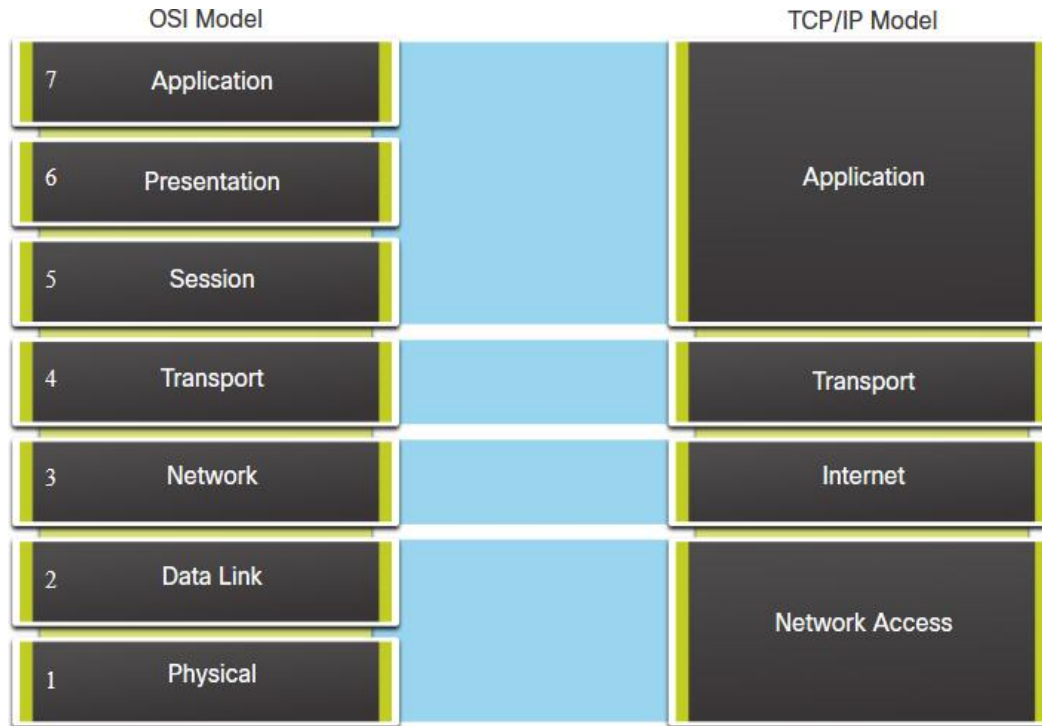 OSI Model
TCP/IP Model
7 Application
6 Presentation
Application
5 Session
4 Transport
Transport
3 Network
Internet
2 Data Link
Network Access
1 Physical